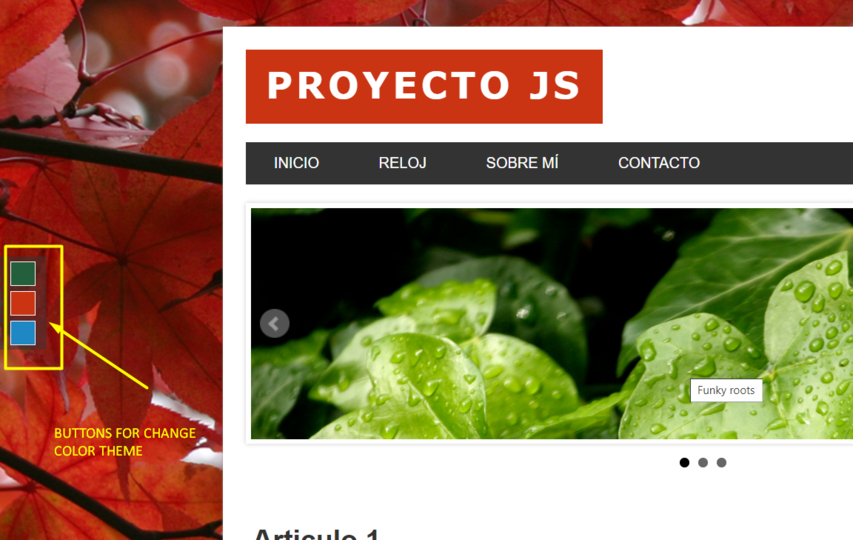 PROYECTO JS
INICIO RELOJ SOBRE MÍ CONTACTO
Funky roots
BUTTONS FOR CHANGE
COLOR THEME
Articulo 1